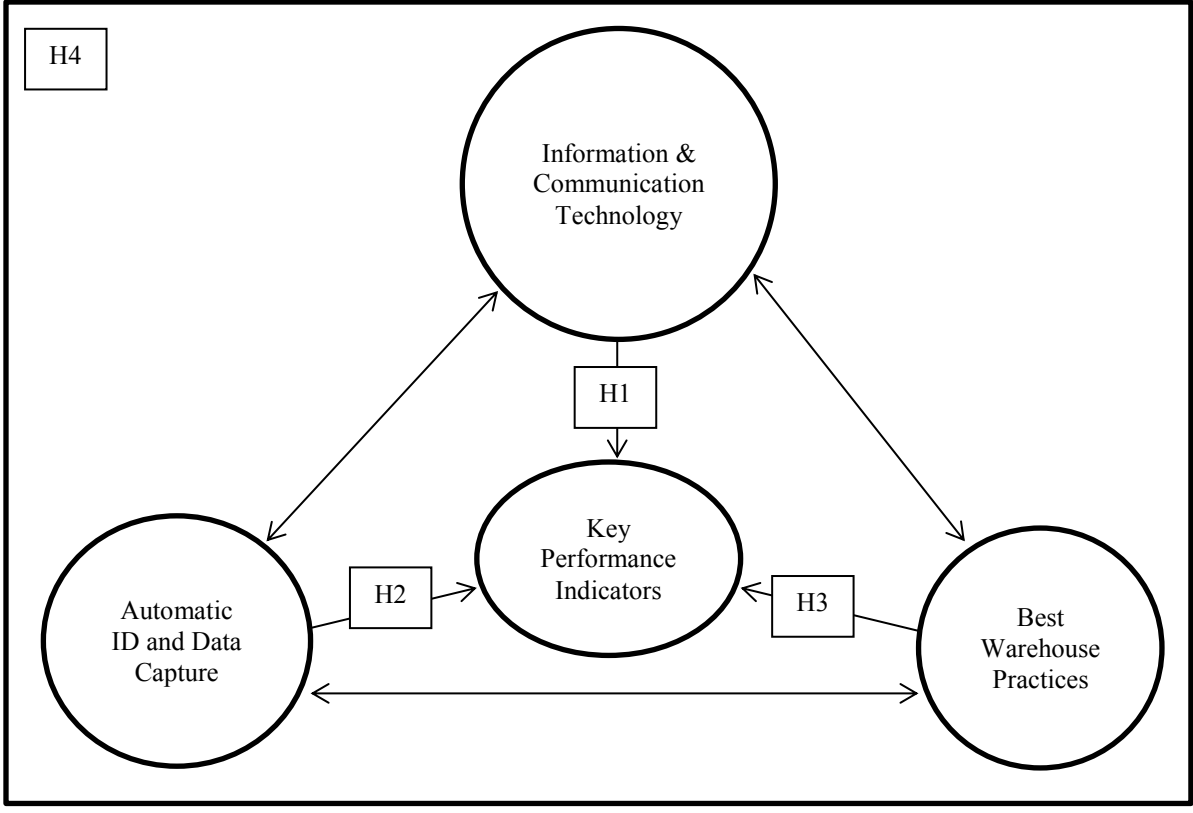 H4
Information &
Communication
Technology
H1
Key
Performance
Indicators
H2
H3
Automatic
ID and Data
Capture
Best
Warehouse
Practices